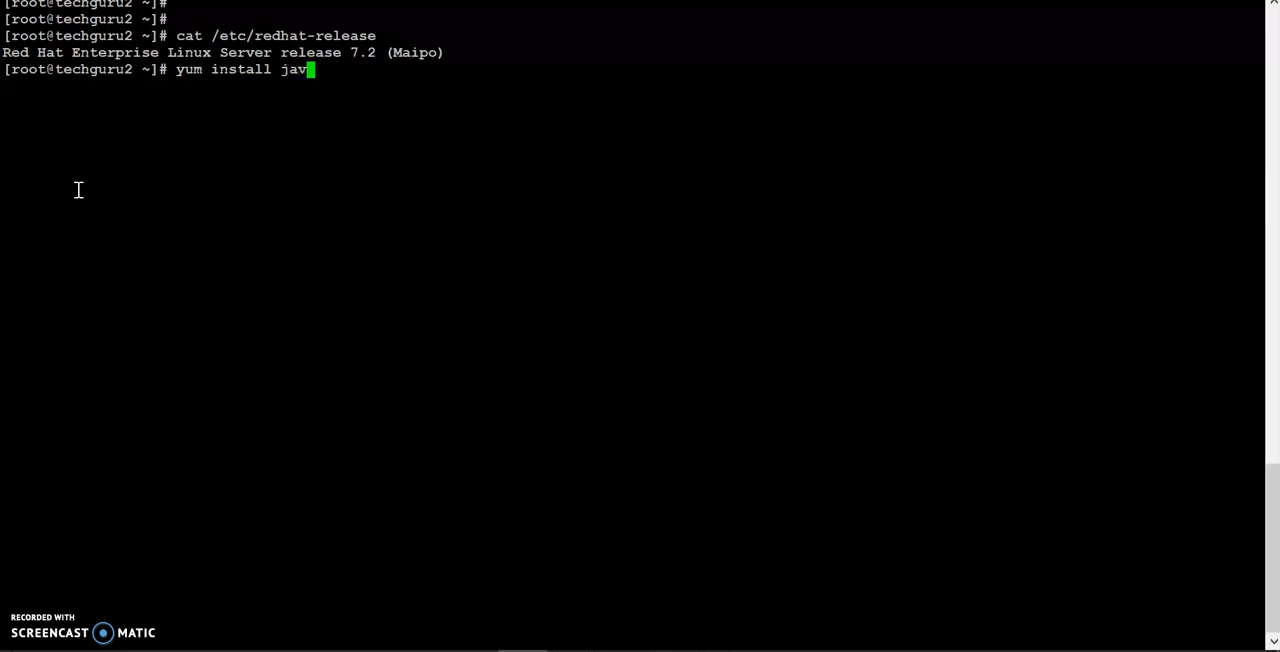 [root@techguru2 ~]#
[root@techguru2 ~]#
[root@techguru2 ~]# cat /etc/redhat-release
Red Hat Enterprise Linux Server release 7.2 (Maipo)
[root@techguru2 ~]# yum install jav
RECORDED WITH
SCREENCAST MATIC